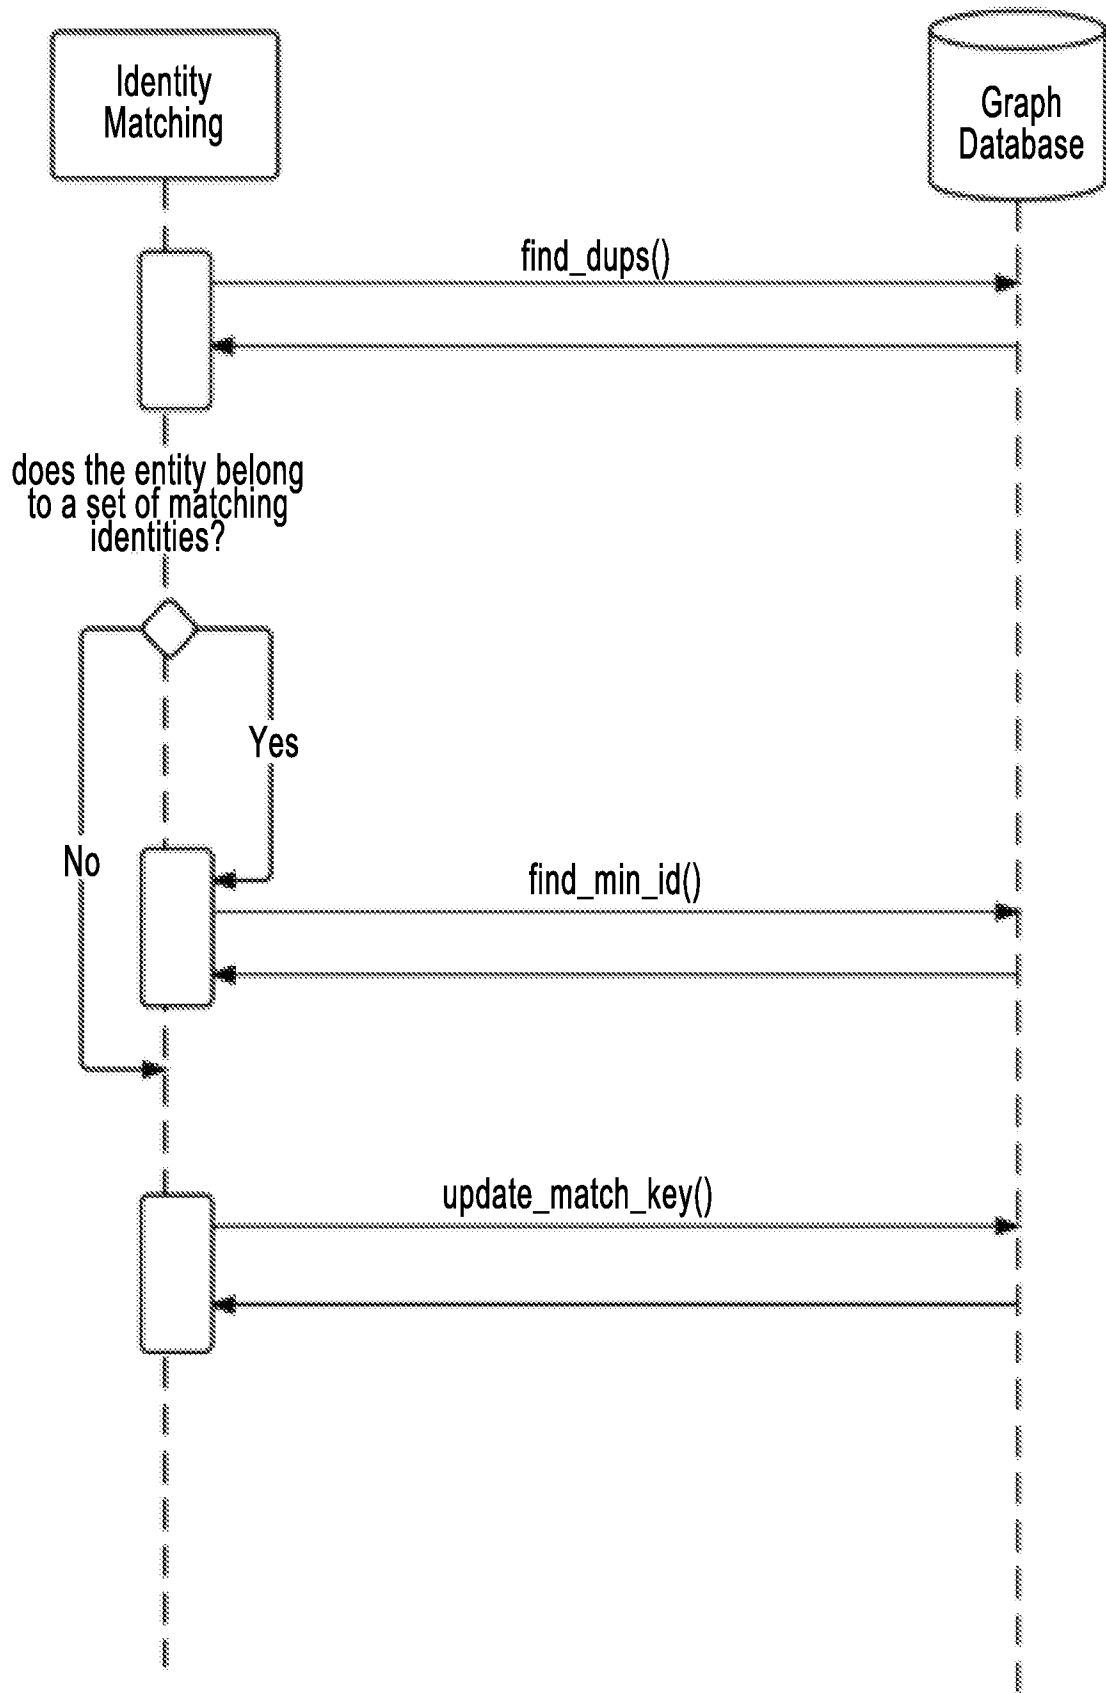 Identity
Matching
Graph
Database
find_dups()
does the entity belong
to a set of matching
identities?
Yes
No
find_min_id()
update_match_key()